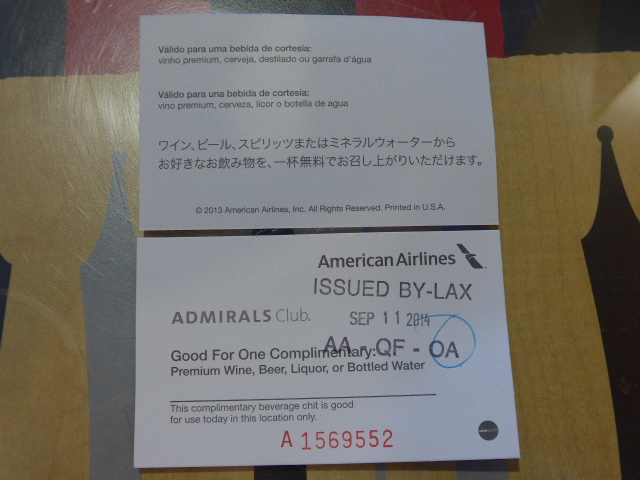 Válido para uma bebida de cortesia:
vinho premium, cerveja, destilado ou garrafa d'água
Válido para una bebida de cortesía:
vino premium, cerveza, licor o botella de agua
ワイン、ビール、スピリッツまたはミネラルウォーターから
お好きなお飲み物を、一杯無料でお召し上がりいただけます。
© 2013 American Airlines, Inc. All Rights Reserved. Printed in U.S.A.
American Airlines
ISSUED BY-LAX
ADMIRALS Club.
SEP 11 2014
AA - QF - OA
Good For One Complimentary:
Premium Wine, Beer, Liquor, or Bottled Water
This complimentary beverage chit is good
for use today in this location only.
A 1569552